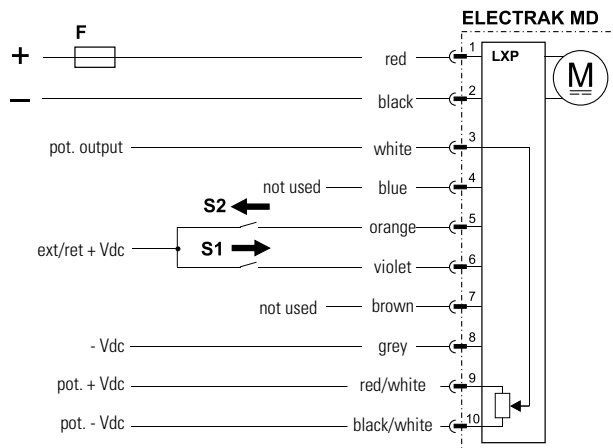 ELECTRAK MD
F
+ red 1 LXP
M
− black 2
pot. output white 3
not used blue 4
S2
orange 5
ext/ret + Vdc S1
violet 6
not used brown 7
- Vdc grey 8
pot. + Vdc red/white 9
pot. - Vdc black/white 10